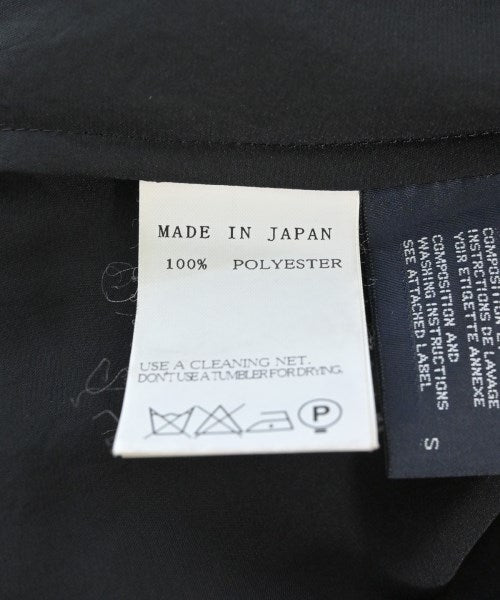 MADE IN JAPAN
100% POLYESTER
USE A CLEANING NET.
DON'T USE A TUMBLER FOR DRYING.
P
COMPOSITION
INSTRUCTIONS DE LAVAGE
VOIR ETIQETTE ANNEXE
COMPOSITION AND
WASHING INSTRUCTIONS
SEE ATTACHED LABEL
S